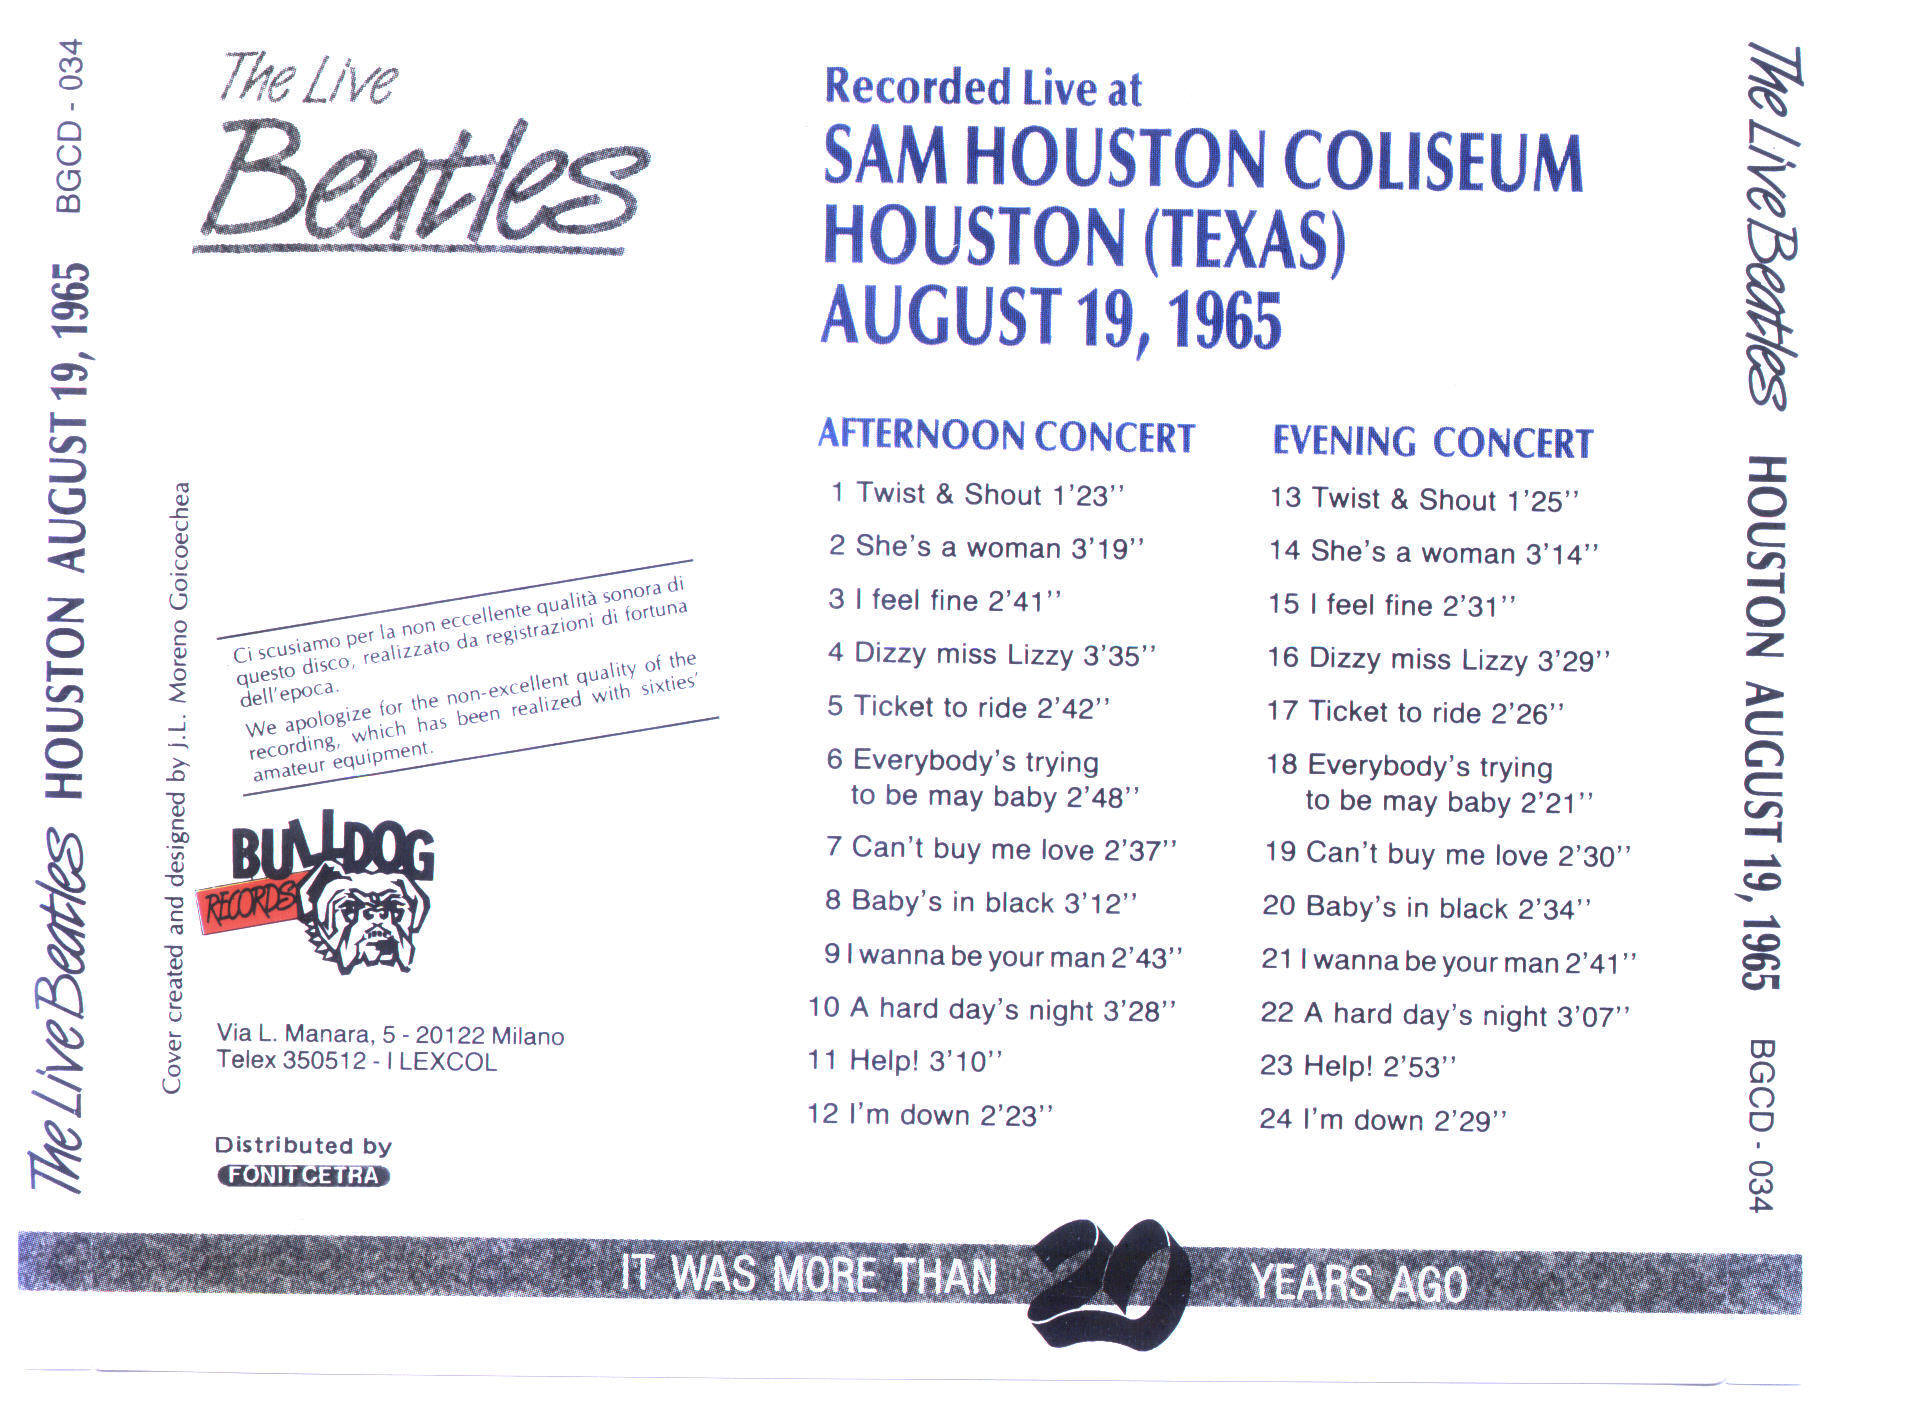 The Live Beatles HOUSTON AUGUST 19, 1965 BGCD - 034
The Live
Beatles
Cover created and designed by J.L. Moreno Goicoechea
Ci scusiamo per la non eccellente qualità sonora di
questo disco, realizzato da registrazioni di fortuna
dell'epoca.
We apologize for the non-excellent quality of the
recording, which has been realized with sixties'
amateur equipment.
BULLDOG
RECORDS
Via L. Manara, 5 - 20122 Milano
Telex 350512 - I LEXCOL
Distributed by
FONIT CETRA
Recorded Live at
SAM HOUSTON COLISEUM
HOUSTON (TEXAS)
AUGUST 19, 1965
AFTERNOON CONCERT
1 Twist & Shout 1'23''
2 She's a woman 3'19''
3 I feel fine 2'41''
4 Dizzy miss Lizzy 3'35''
5 Ticket to ride 2'42''
6 Everybody's trying
to be may baby 2'48''
7 Can't buy me love 2'37''
8 Baby's in black 3'12''
9 I wanna be your man 2'43''
10 A hard day's night 3'28''
11 Help! 3'10''
12 I'm down 2'23''
EVENING CONCERT
13 Twist & Shout 1'25''
14 She's a woman 3'14''
15 I feel fine 2'31''
16 Dizzy miss Lizzy 3'29''
17 Ticket to ride 2'26''
18 Everybody's trying
to be may baby 2'21''
19 Can't buy me love 2'30''
20 Baby's in black 2'34''
21 I wanna be your man 2'41''
22 A hard day's night 3'07''
23 Help! 2'53''
24 I'm down 2'29''
The Live Beatles HOUSTON AUGUST 19, 1965 BGCD - 034
IT WAS MORE THAN 20 YEARS AGO